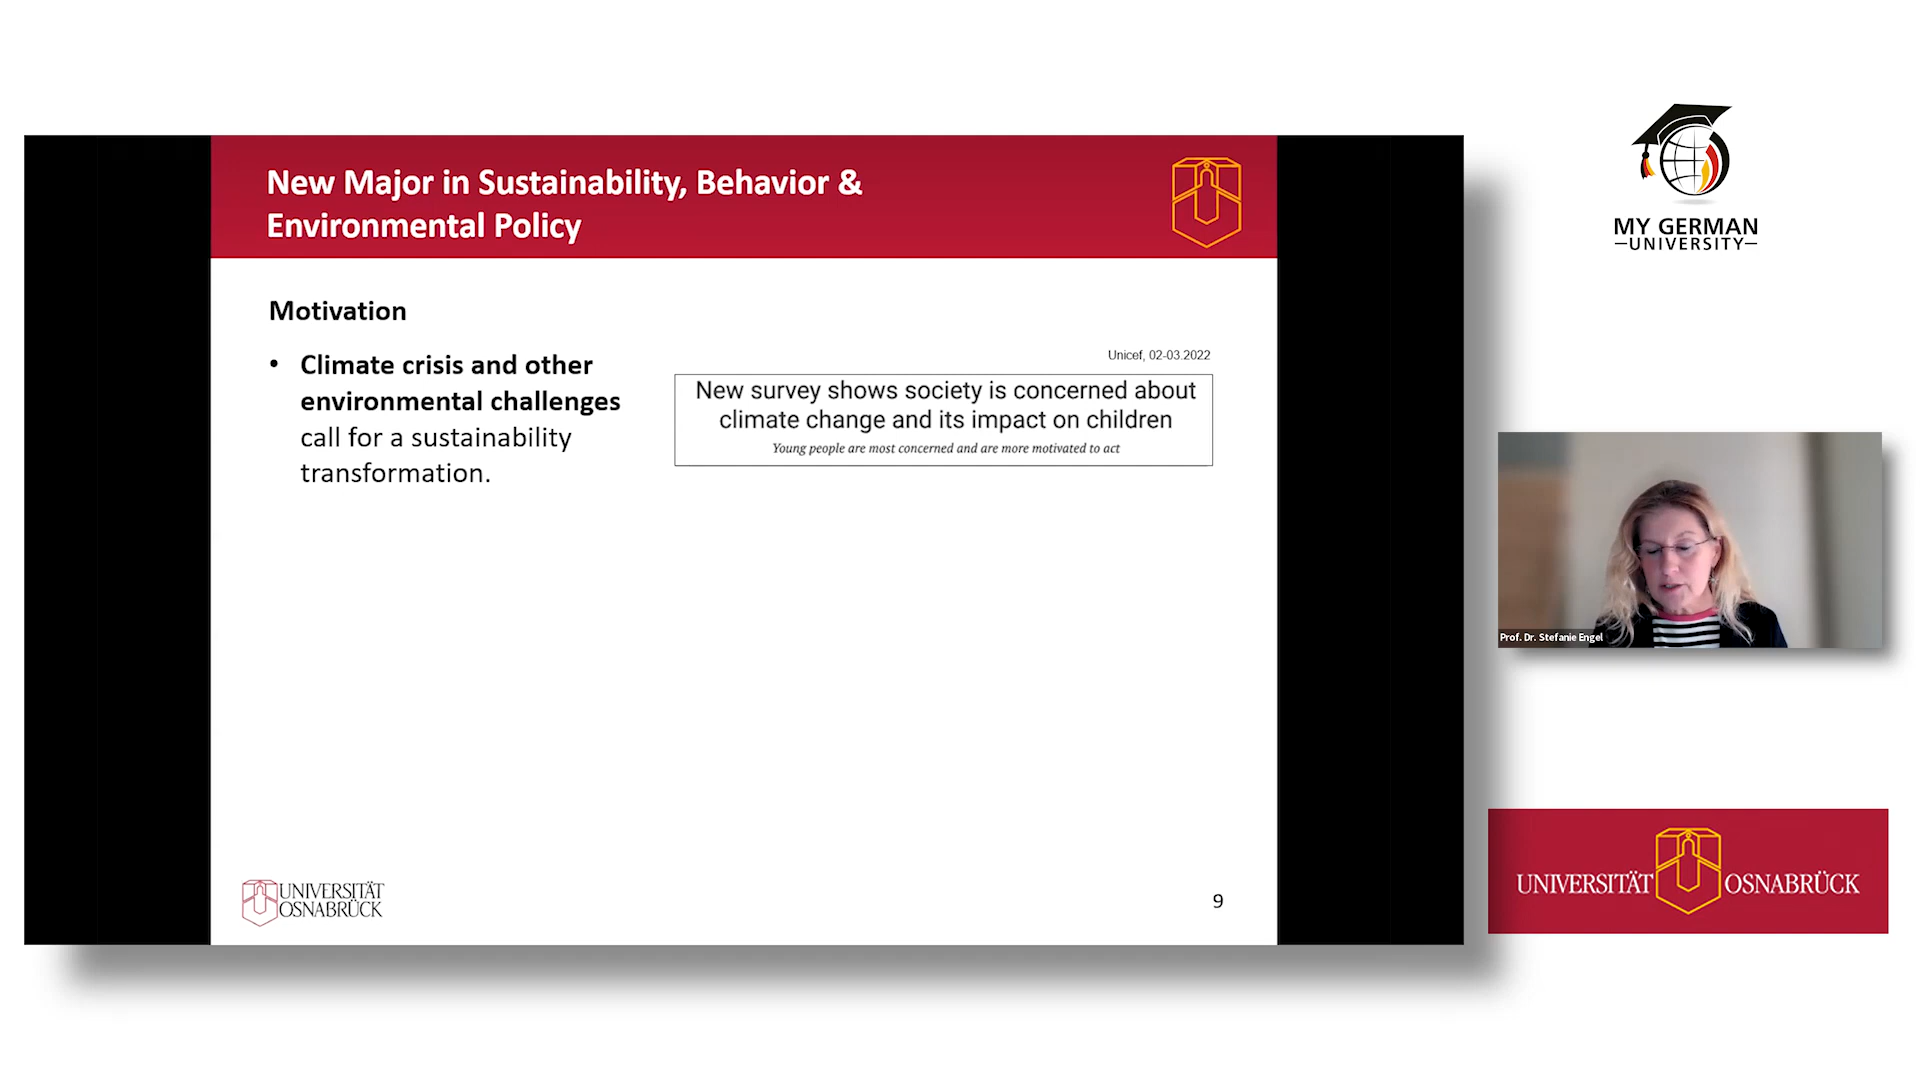 New Major in Sustainability, Behavior &
Environmental Policy
Motivation
• Climate crisis and other
environmental challenges
call for a sustainability
transformation.
Unicef, 02-03.2022
New survey shows society is concerned about
climate change and its impact on children
Young people are most concerned and are more motivated to act
UNIVERSITÄT
OSNABRÜCK
9
MY GERMAN
UNIVERSITY
Prof. Dr. Stefanie Engel
UNIVERSITÄT OSNABRÜCK